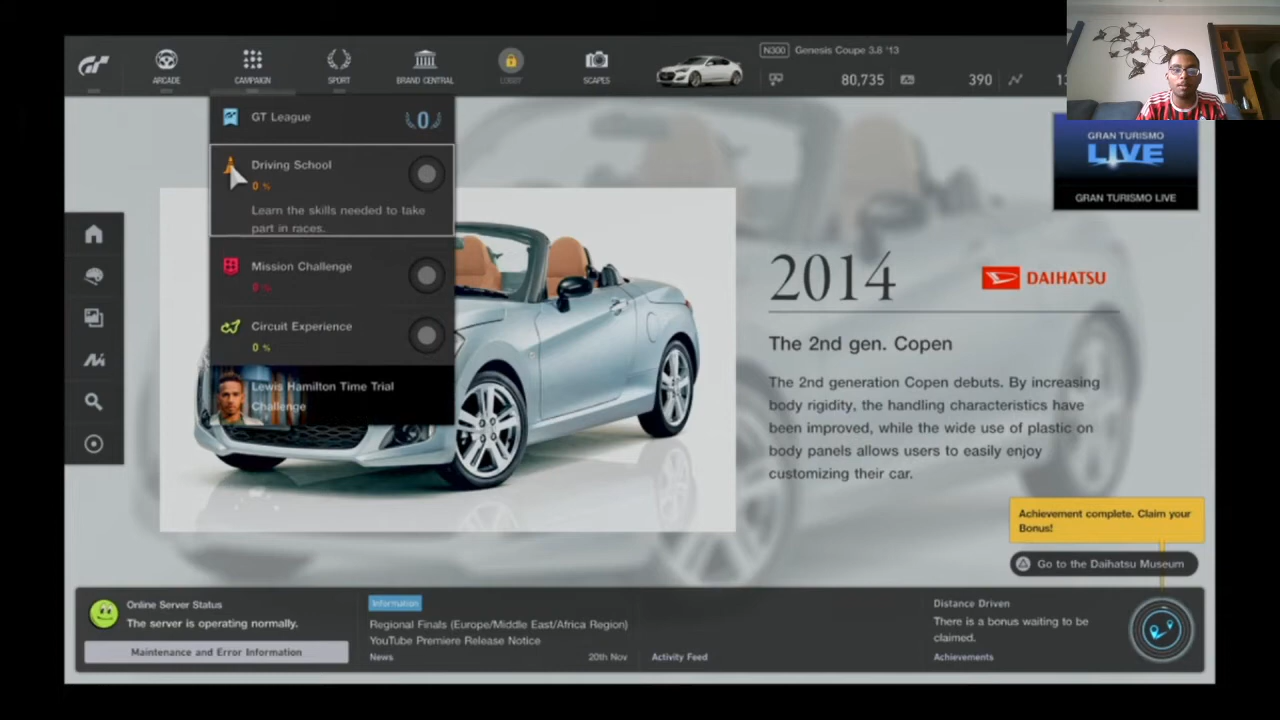 ARCADE
CAMPAIGN
SPORT
BRAND CENTRAL
LOBBY
SCAPES
N300 Genesis Coupe 3.8 '13
80,735
390
GT League
0
Driving School
0 %
Learn the skills needed to take
part in races.
Mission Challenge
0 %
Circuit Experience
0 %
Lewis Hamilton Time Trial
Challenge
GRAN TURISMO
LIVE
GRAN TURISMO LIVE
2014
DAIHATSU
The 2nd gen. Copen
The 2nd generation Copen debuts. By increasing
body rigidity, the handling characteristics have
been improved, while the wide use of plastic on
body panels allows users to easily enjoy
customizing their car.
Achievement complete. Claim your
Bonus!
Go to the Daihatsu Museum
Online Server Status
The server is operating normally.
Maintenance and Error Information
Information
Regional Finals (Europe/Middle East/Africa Region)
YouTube Premiere Release Notice
News
20th Nov
Activity Feed
Distance Driven
There is a bonus waiting to be
claimed.
Achievements